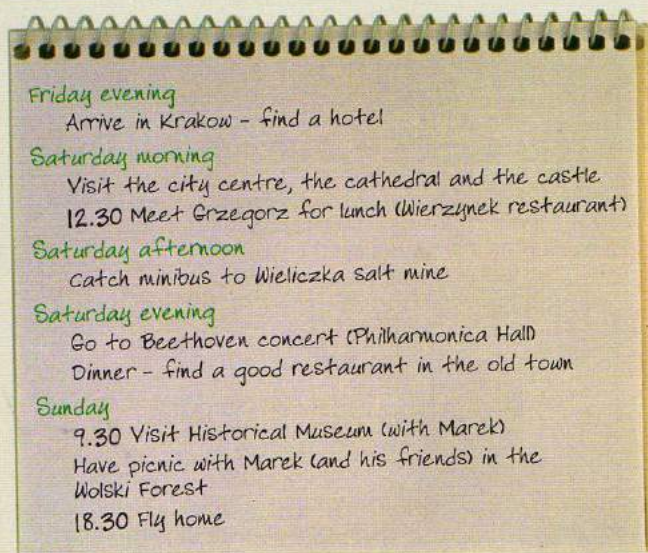 Friday evening
Arrive in Krakow - find a hotel
Saturday morning
Visit the city centre, the cathedral and the castle
12.30 Meet Grzegorz for lunch (Wierzynek restaurant)
Saturday afternoon
Catch minibus to Wieliczka salt mine
Saturday evening
Go to Beethoven concert (Philharmonica Hall)
Dinner - find a good restaurant in the old town
Sunday
9.30 Visit Historical Museum (with Marek)
Have picnic with Marek (and his friends) in the
Wolski Forest
18.30 Fly home